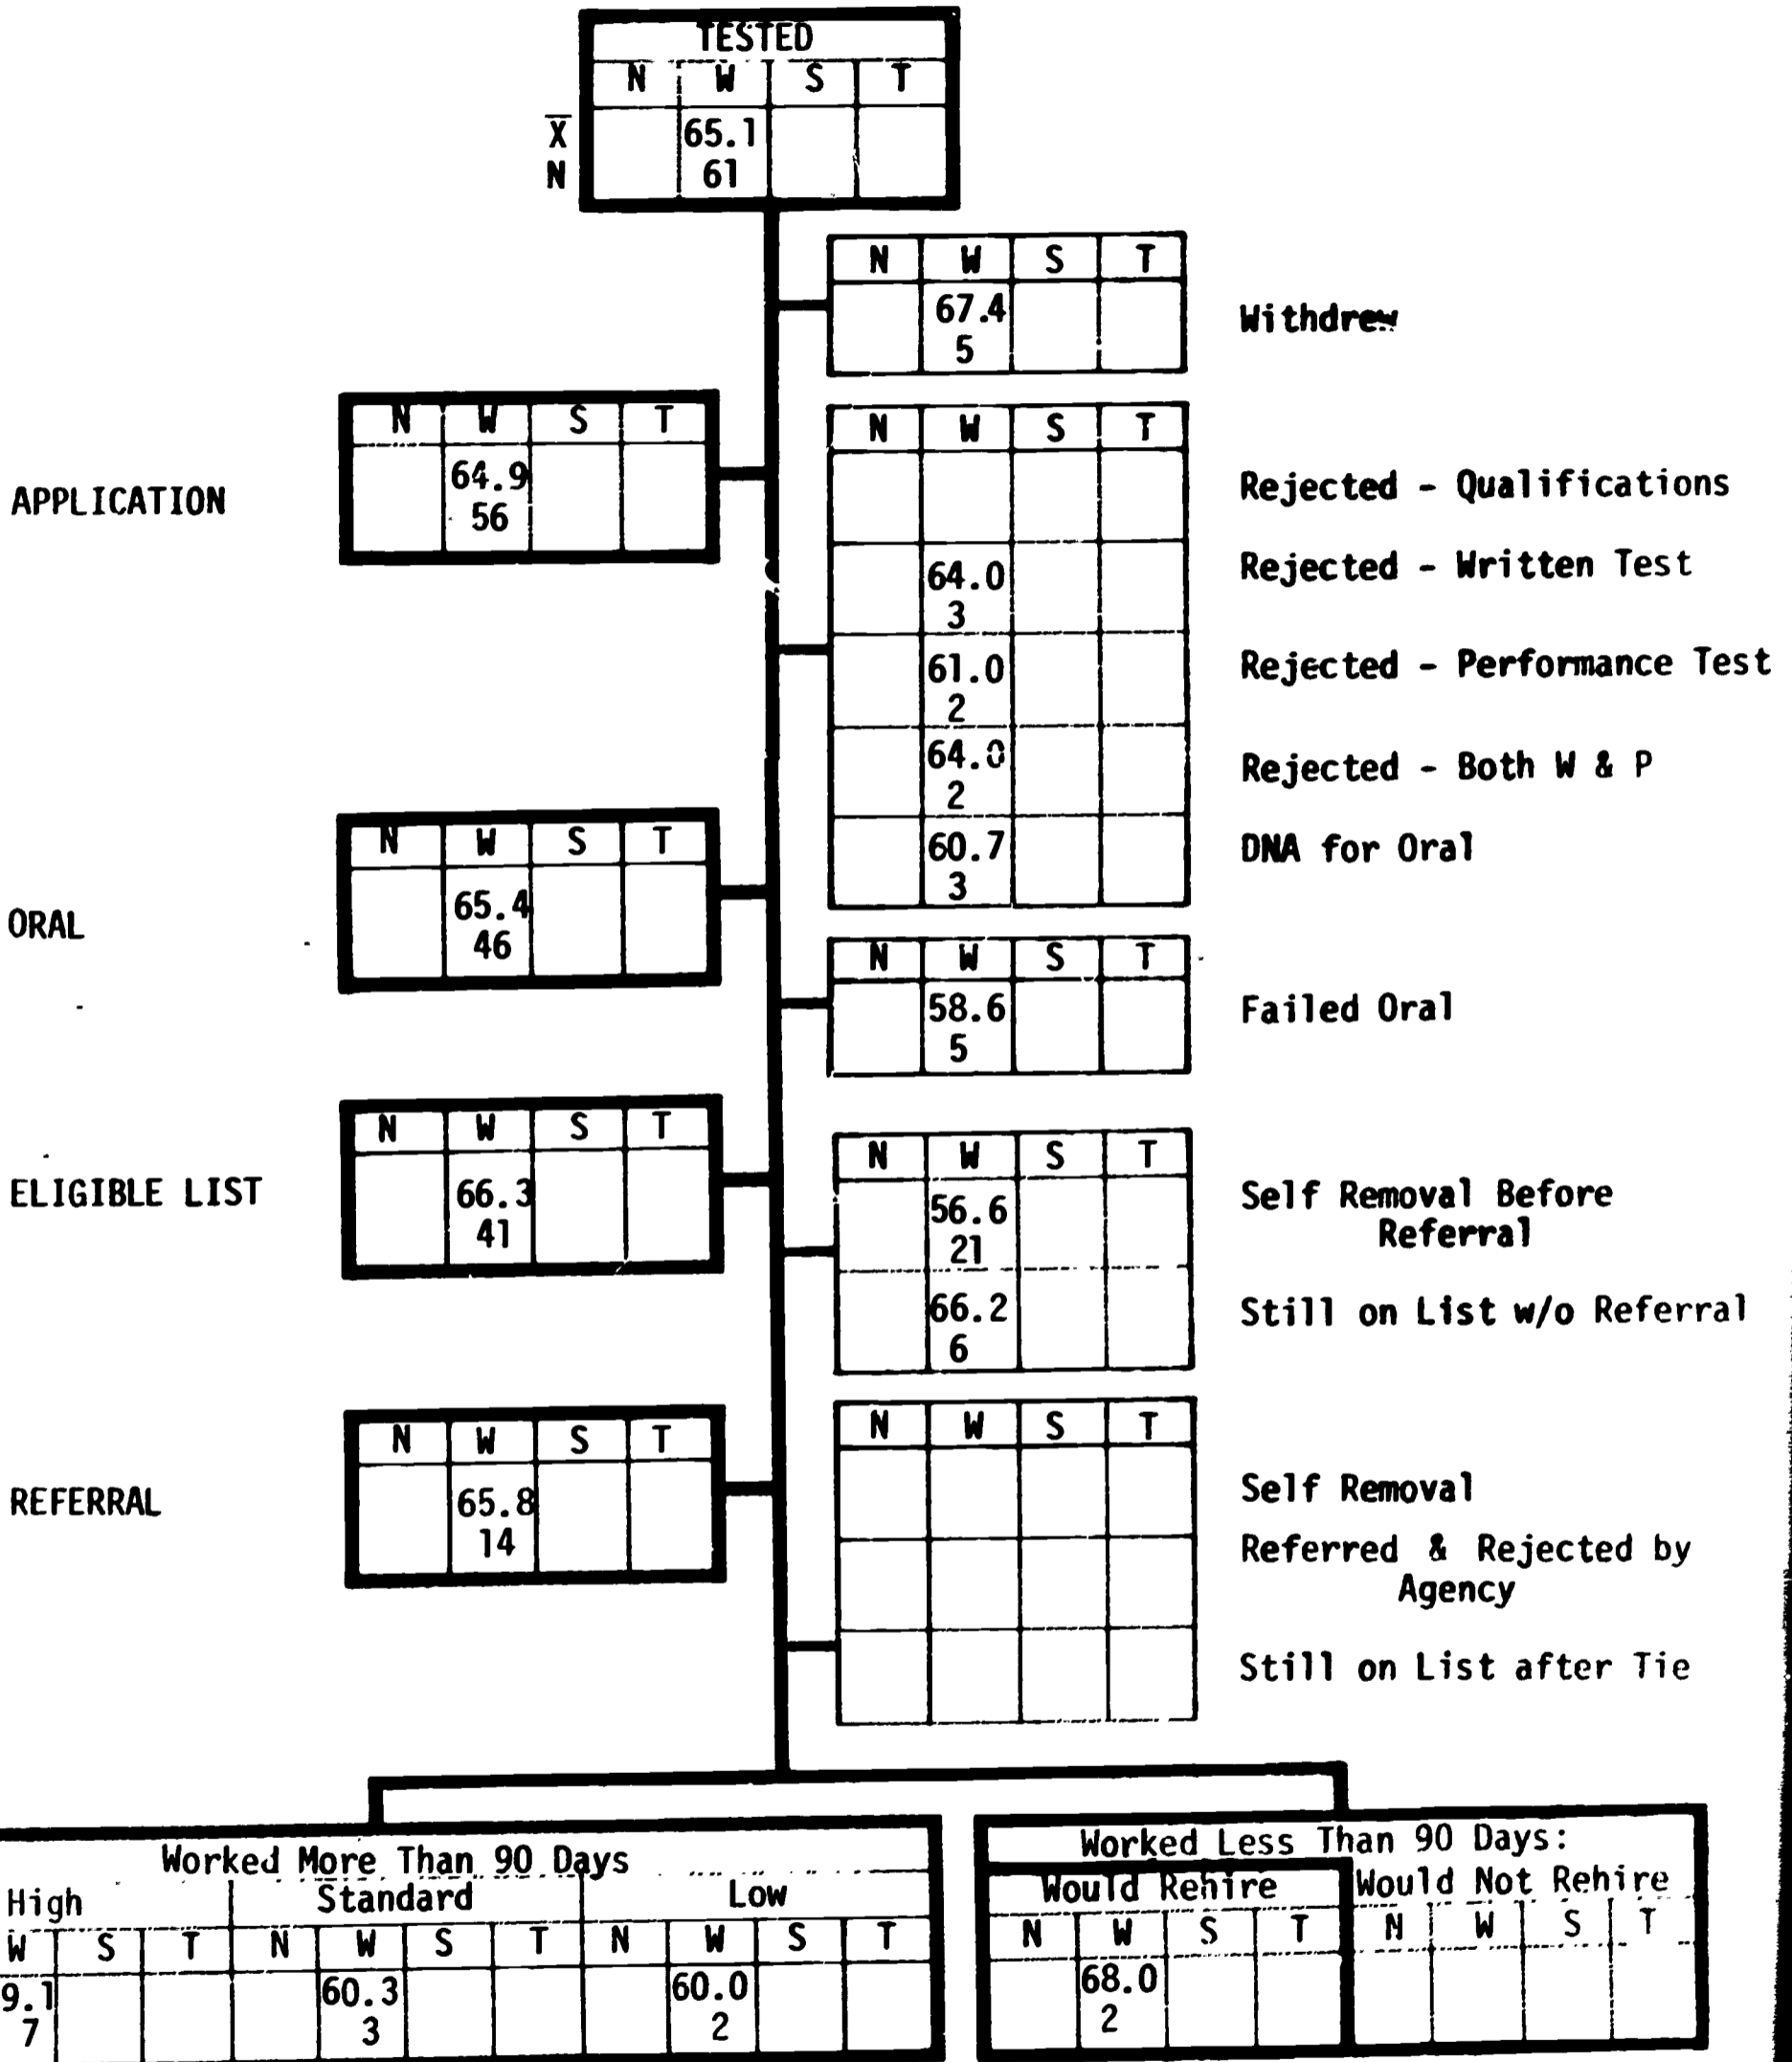 TESTED
N W S T
X̅ 65.1
N 61
N W S T
67.4
5
Withdrew
N W S T
APPLICATION
64.9
56
N W S T
Rejected - Qualifications
64.0
3
Rejected - Written Test
61.0
2
Rejected - Performance Test
64.0
2
Rejected - Both W & P
60.7
3
DNA for Oral
N W S T
ORAL
65.4
46
N W S T
58.6
5
Failed Oral
N W S T
ELIGIBLE LIST
66.3
41
N W S T
56.6
21
Self Removal Before
Referral
66.2
6
Still on List w/o Referral
N W S T
REFERRAL
65.8
14
N W S T
Self Removal
Referred & Rejected by
Agency
Still on List after Tie
Worked More Than 90 Days
High Standard Low
W S T N W S T N W S T
9.1 60.3 60.0
7 3 2
Worked Less Than 90 Days:
Would Rehire Would Not Rehire
N W S T N W S T
68.0
2